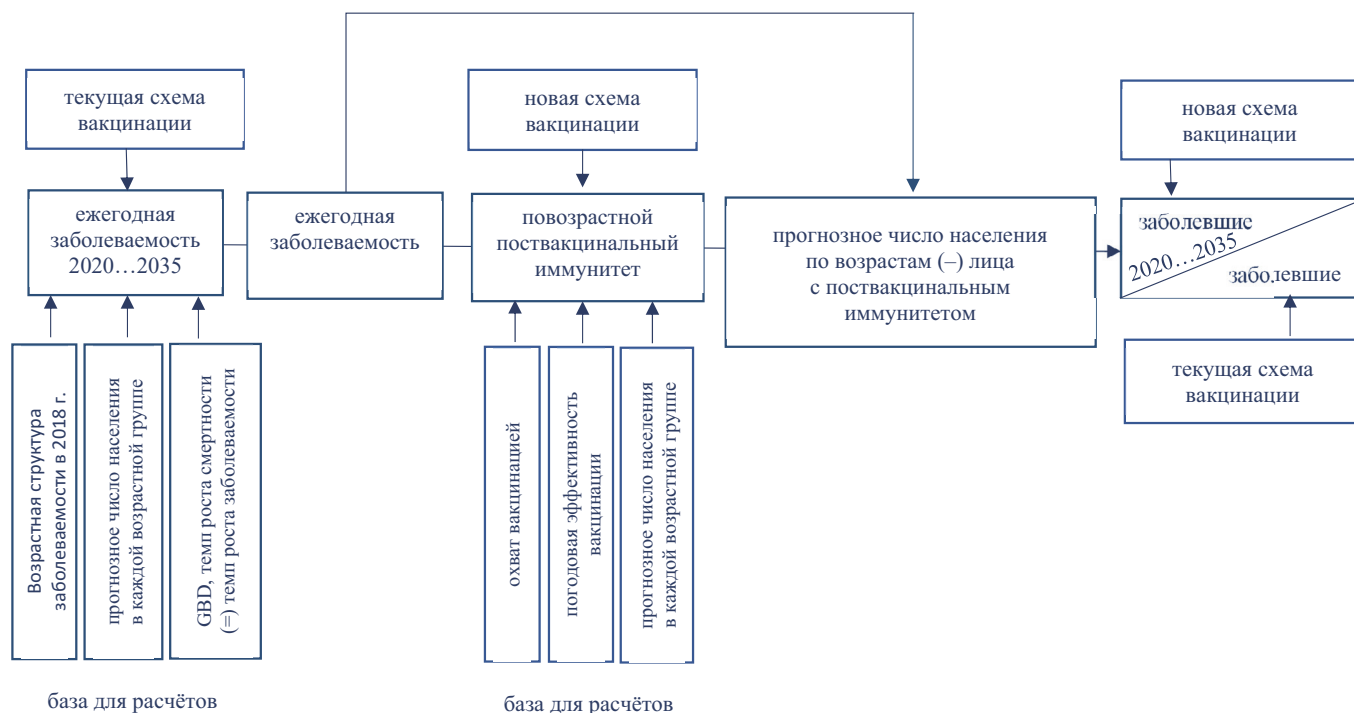 текущая схема
вакцинации
новая схема
вакцинации
новая схема
вакцинации
ежегодная
заболеваемость
2020…2035
ежегодная
заболеваемость
повозрастной
поствакцинальный
иммунитет
прогнозное число населения
по возрастам (–) лица
с поствакцинальным
иммунитетом
заболевшие
2020…2035
заболевшие
текущая схема
вакцинации
Возрастная структура
заболеваемости в 2018 г.
прогнозное число населения
в каждой возрастной группе
GBD, темп роста смертности
(=) темп роста заболеваемости
охват вакцинацией
погодовая эффективность
вакцинации
прогнозное число населения
в каждой возрастной группе
база для расчётов
база для расчётов